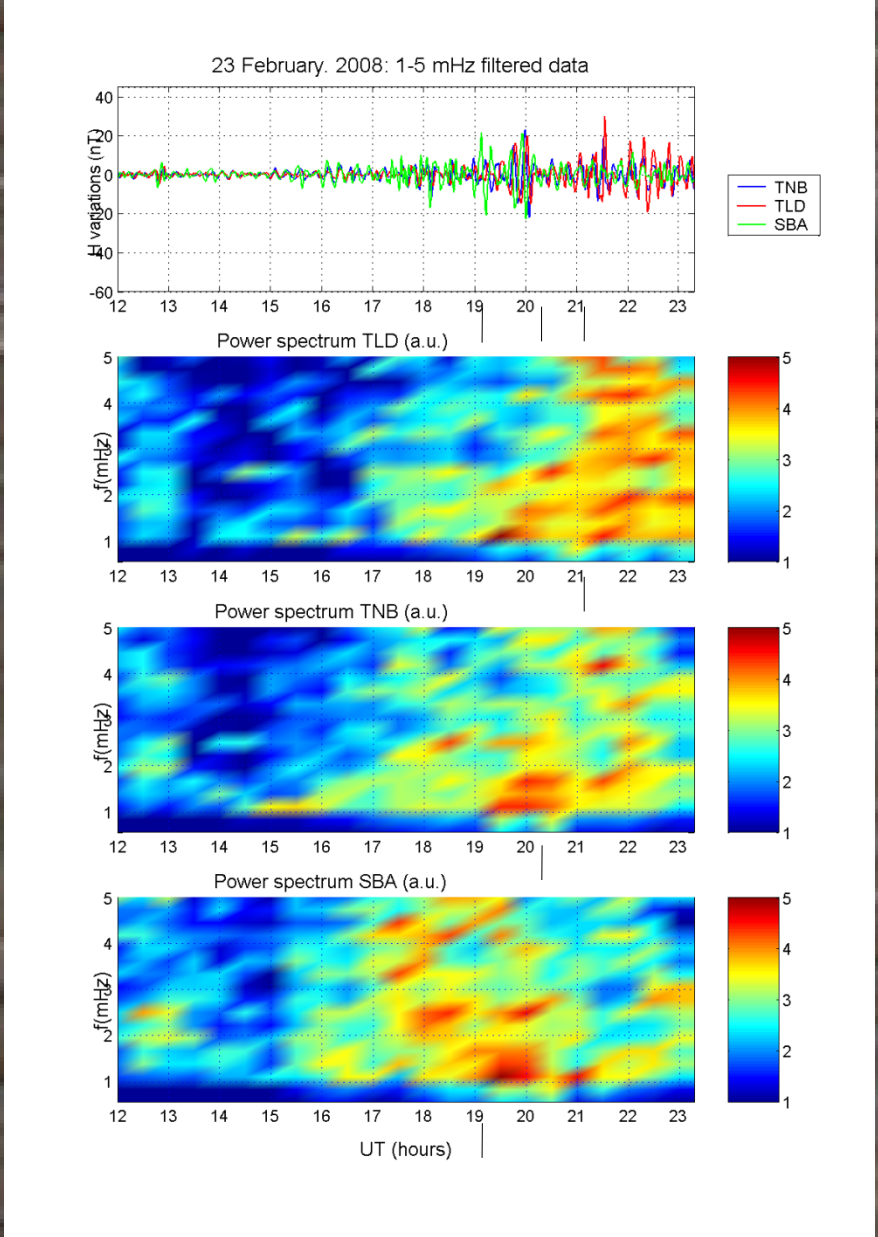 23 February. 2008: 1-5 mHz filtered data
H variations (nT)
40
20
0
-20
-40
-60
12 13 14 15 16 17 18 19 20 21 22 23
TNB
TLD
SBA
Power spectrum TLD (a.u.)
f(mHz)
5
4
3
2
1
12 13 14 15 16 17 18 19 20 21 22 23
5
4
3
2
1
Power spectrum TNB (a.u.)
f(mHz)
5
4
3
2
1
12 13 14 15 16 17 18 19 20 21 22 23
5
4
3
2
1
Power spectrum SBA (a.u.)
f(mHz)
5
4
3
2
1
12 13 14 15 16 17 18 19 20 21 22 23
5
4
3
2
1
UT (hours)